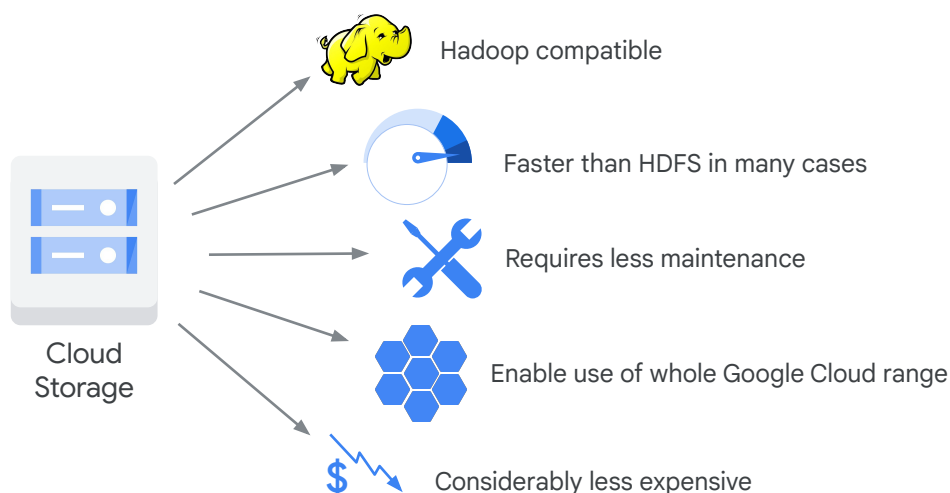 Hadoop compatible
Faster than HDFS in many cases
Requires less maintenance
Cloud
Storage
Enable use of whole Google Cloud range
$
Considerably less expensive